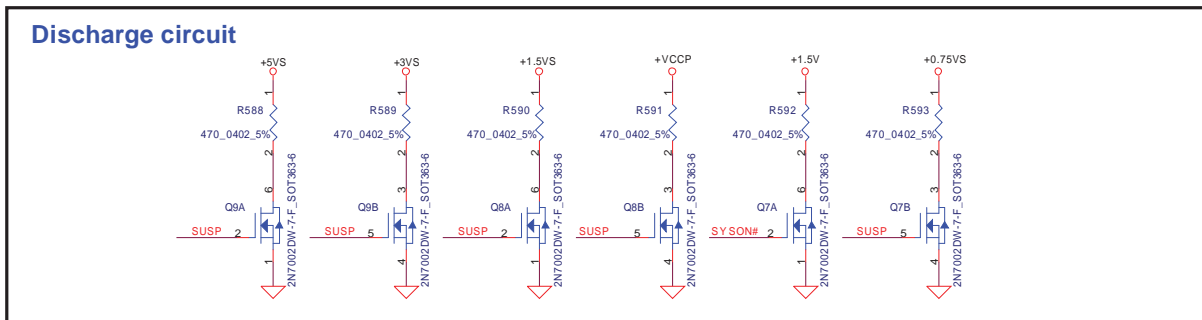 Discharge circuit
+5VS
+3VS
+1.5VS
+VCCP
+1.5V
+0.75VS
1
1
1
1
1
1
R588
R589
R590
R591
R592
R593
470_0402_5%
470_0402_5%
470_0402_5%
470_0402_5%
470_0402_5%
470_0402_5%
2
2
2
2
2
2
6
3
6
3
6
3
Q9A
Q9B
Q8A
Q8B
Q7A
Q7B
2N7002DW-7-F_SOT363-6
2N7002DW-7-F_SOT363-6
2N7002DW-7-F_SOT363-6
2N7002DW-7-F_SOT363-6
2N7002DW-7-F_SOT363-6
2N7002DW-7-F_SOT363-6
SUSP 2
SUSP 5
SUSP 2
SUSP 5
SYSON# 2
SUSP 5
1
4
1
4
1
4